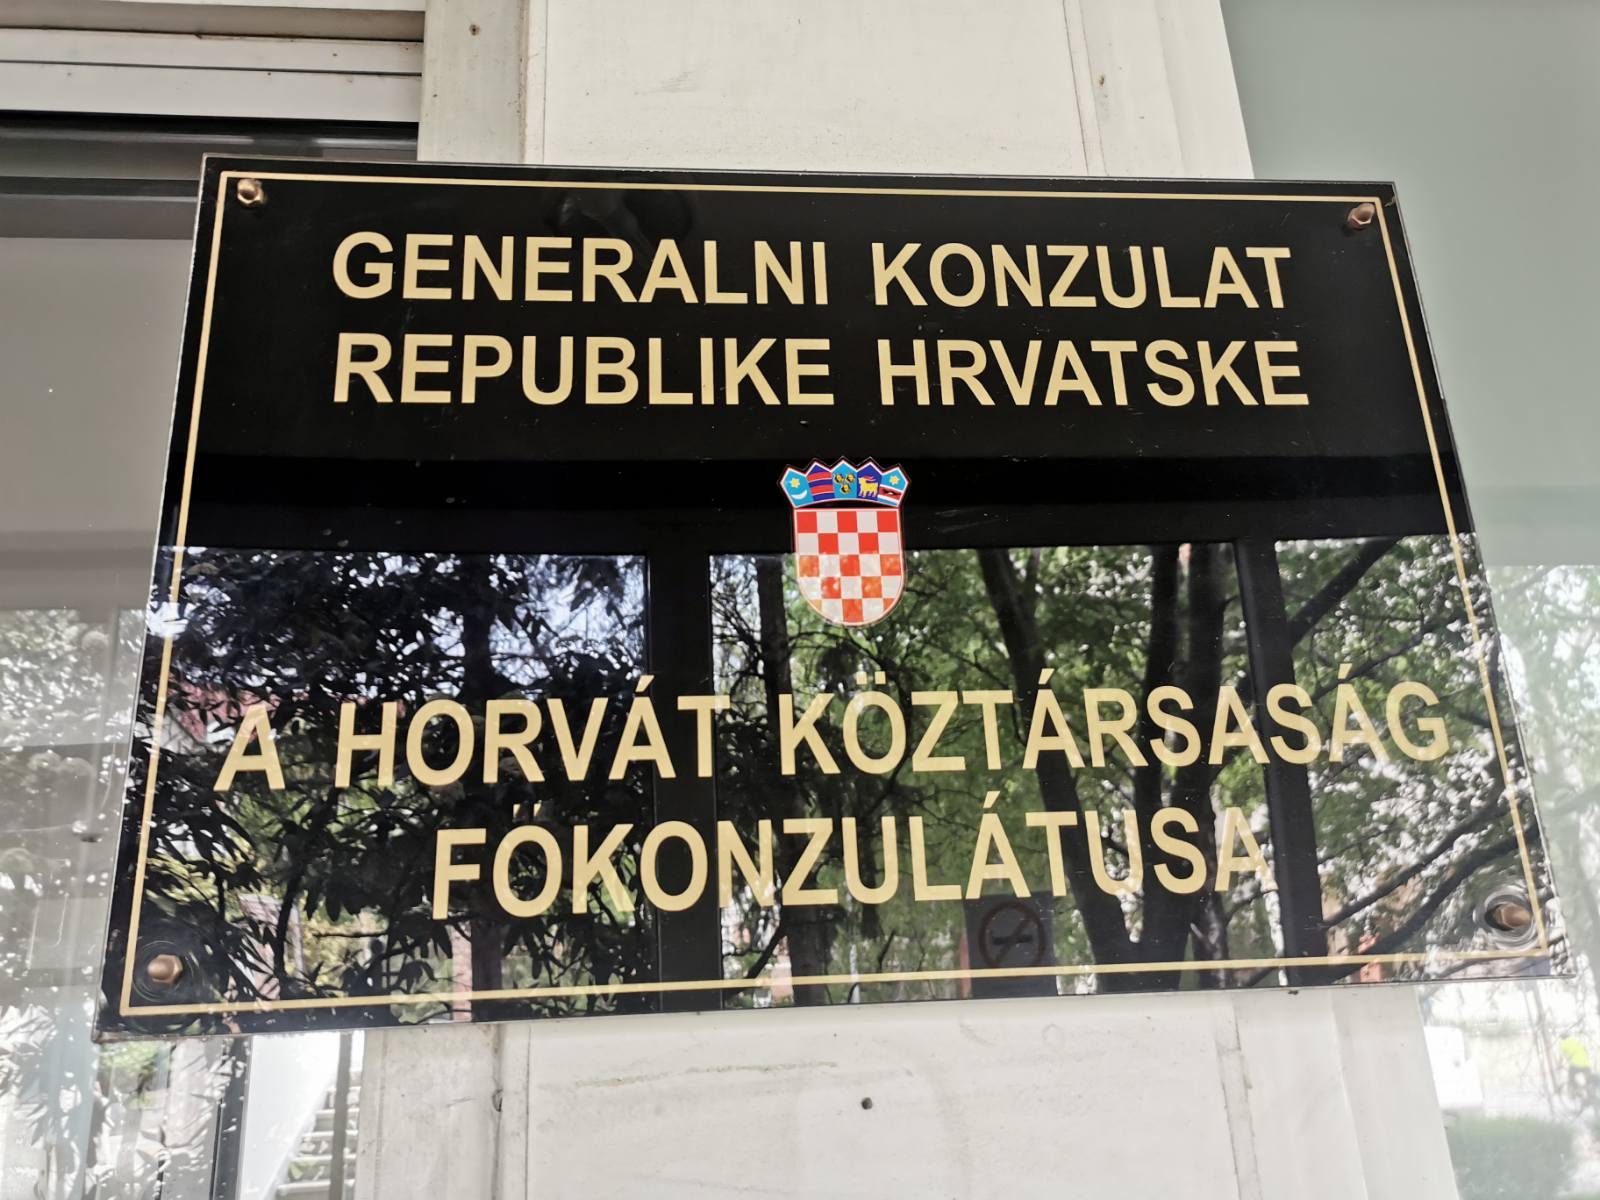 GENERALNI KONZULAT
REPUBLIKE HRVATSKE
A HORVÁT KÖZTÁRSASÁG
FŐKONZULÁTUSA